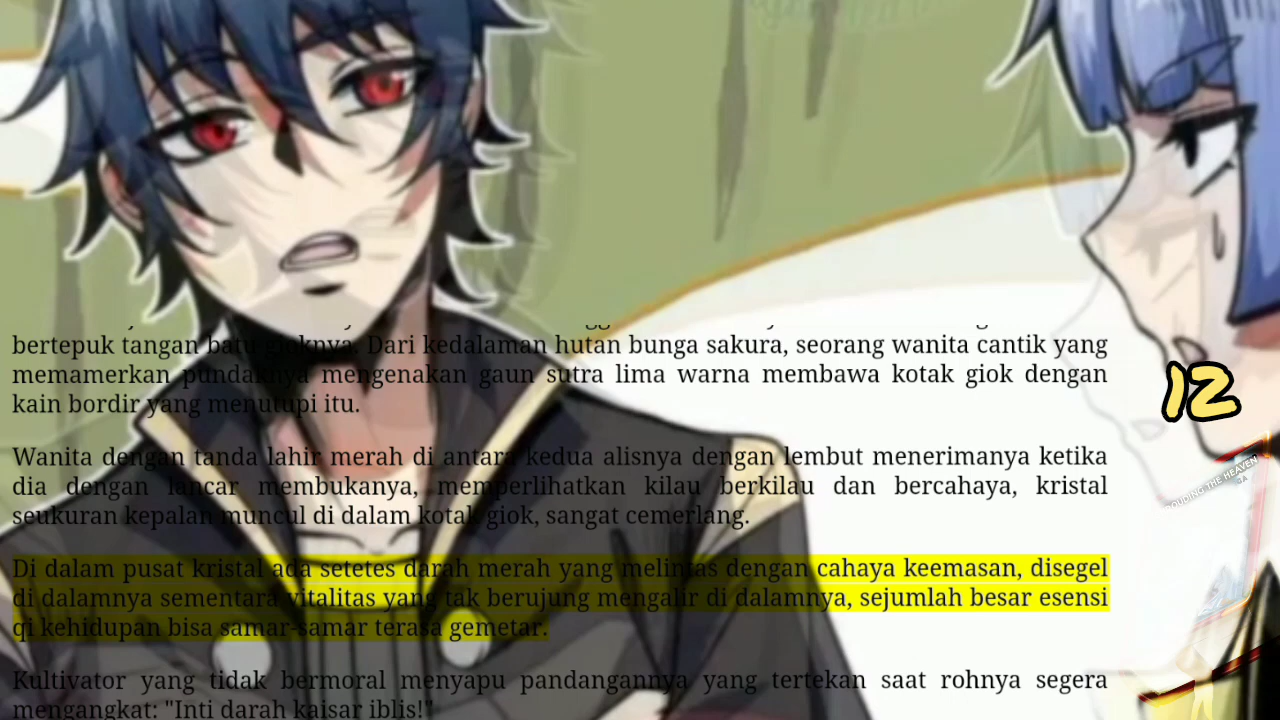 bertepuk tangan batu gioknya. Dari kedalaman hutan bunga sakura, seorang wanita cantik yang
memamerkan pundaknya mengenakan gaun sutra lima warna membawa kotak giok dengan
kain bordir yang menutupi itu.
Wanita dengan tanda lahir merah di antara kedua alisnya dengan lembut menerimanya ketika
dia dengan lancar membukanya, memperlihatkan kilau berkilau dan bercahaya, kristal
seukuran kepalan muncul di dalam kotak giok, sangat cemerlang.
Di dalam pusat kristal ada setetes darah merah yang melintas dengan cahaya keemasan, disegel
di dalamnya sementara vitalitas yang tak berujung mengalir di dalamnya, sejumlah besar esensi
qi kehidupan bisa samar-samar terasa gemetar.
Kultivator yang tidak bermoral menyapu pandangannya yang tertekan saat rohnya segera
mengangkat: "Inti darah kaisar iblis!"
12
THE HEAVEN